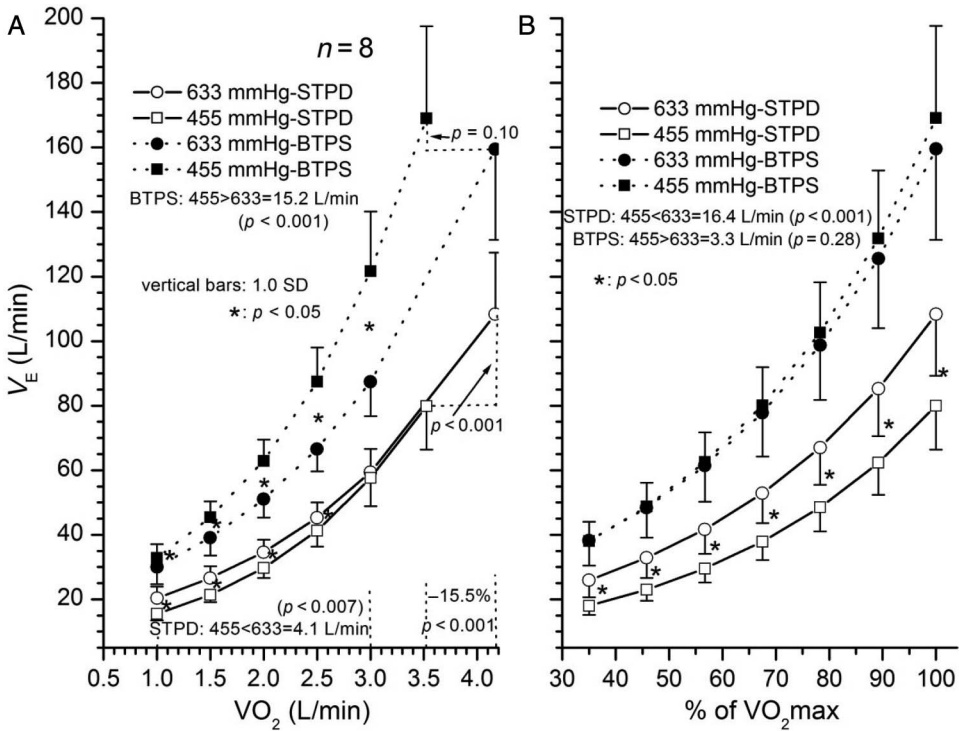 A
n = 8
633 mmHg-STPD
455 mmHg-STPD
633 mmHg-BTPS
455 mmHg-BTPS
BTPS: 455>633=15.2 L/min
(p < 0.001)
vertical bars: 1.0 SD
*: p < 0.05
p = 0.10
p < 0.001
(p < 0.007)
STPD: 455<633=4.1 L/min
–15.5%
p < 0.001
200
180
160
140
120
100
80
60
40
20
VE (L/min)
0.5 1.0 1.5 2.0 2.5 3.0 3.5 4.0
VO2 (L/min)
B
633 mmHg-STPD
455 mmHg-STPD
633 mmHg-BTPS
455 mmHg-BTPS
STPD: 455<633=16.4 L/min (p < 0.001)
BTPS: 455>633=3.3 L/min (p = 0.28)
*: p < 0.05
30 40 50 60 70 80 90 100
% of VO2max